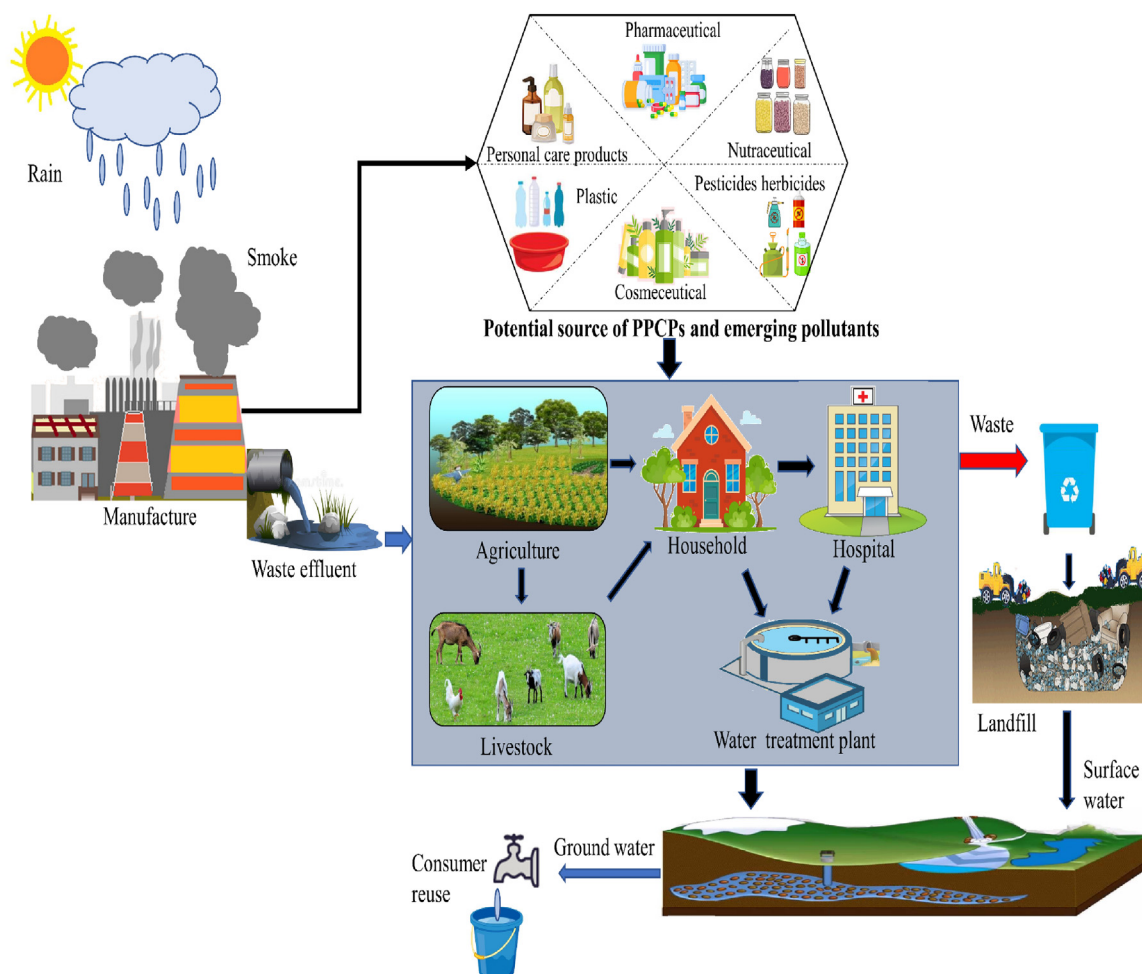 Pharmaceutical
Personal care products
Nutraceutical
Rain
Plastic
Pesticides herbicides
Smoke
Cosmeceutical
Potential source of PPCPs and emerging pollutants
Waste
Manufacture
Waste effluent
Agriculture
Household
Hospital
Livestock
Water treatment plant
Landfill
Surface
water
Ground water
Consumer
reuse